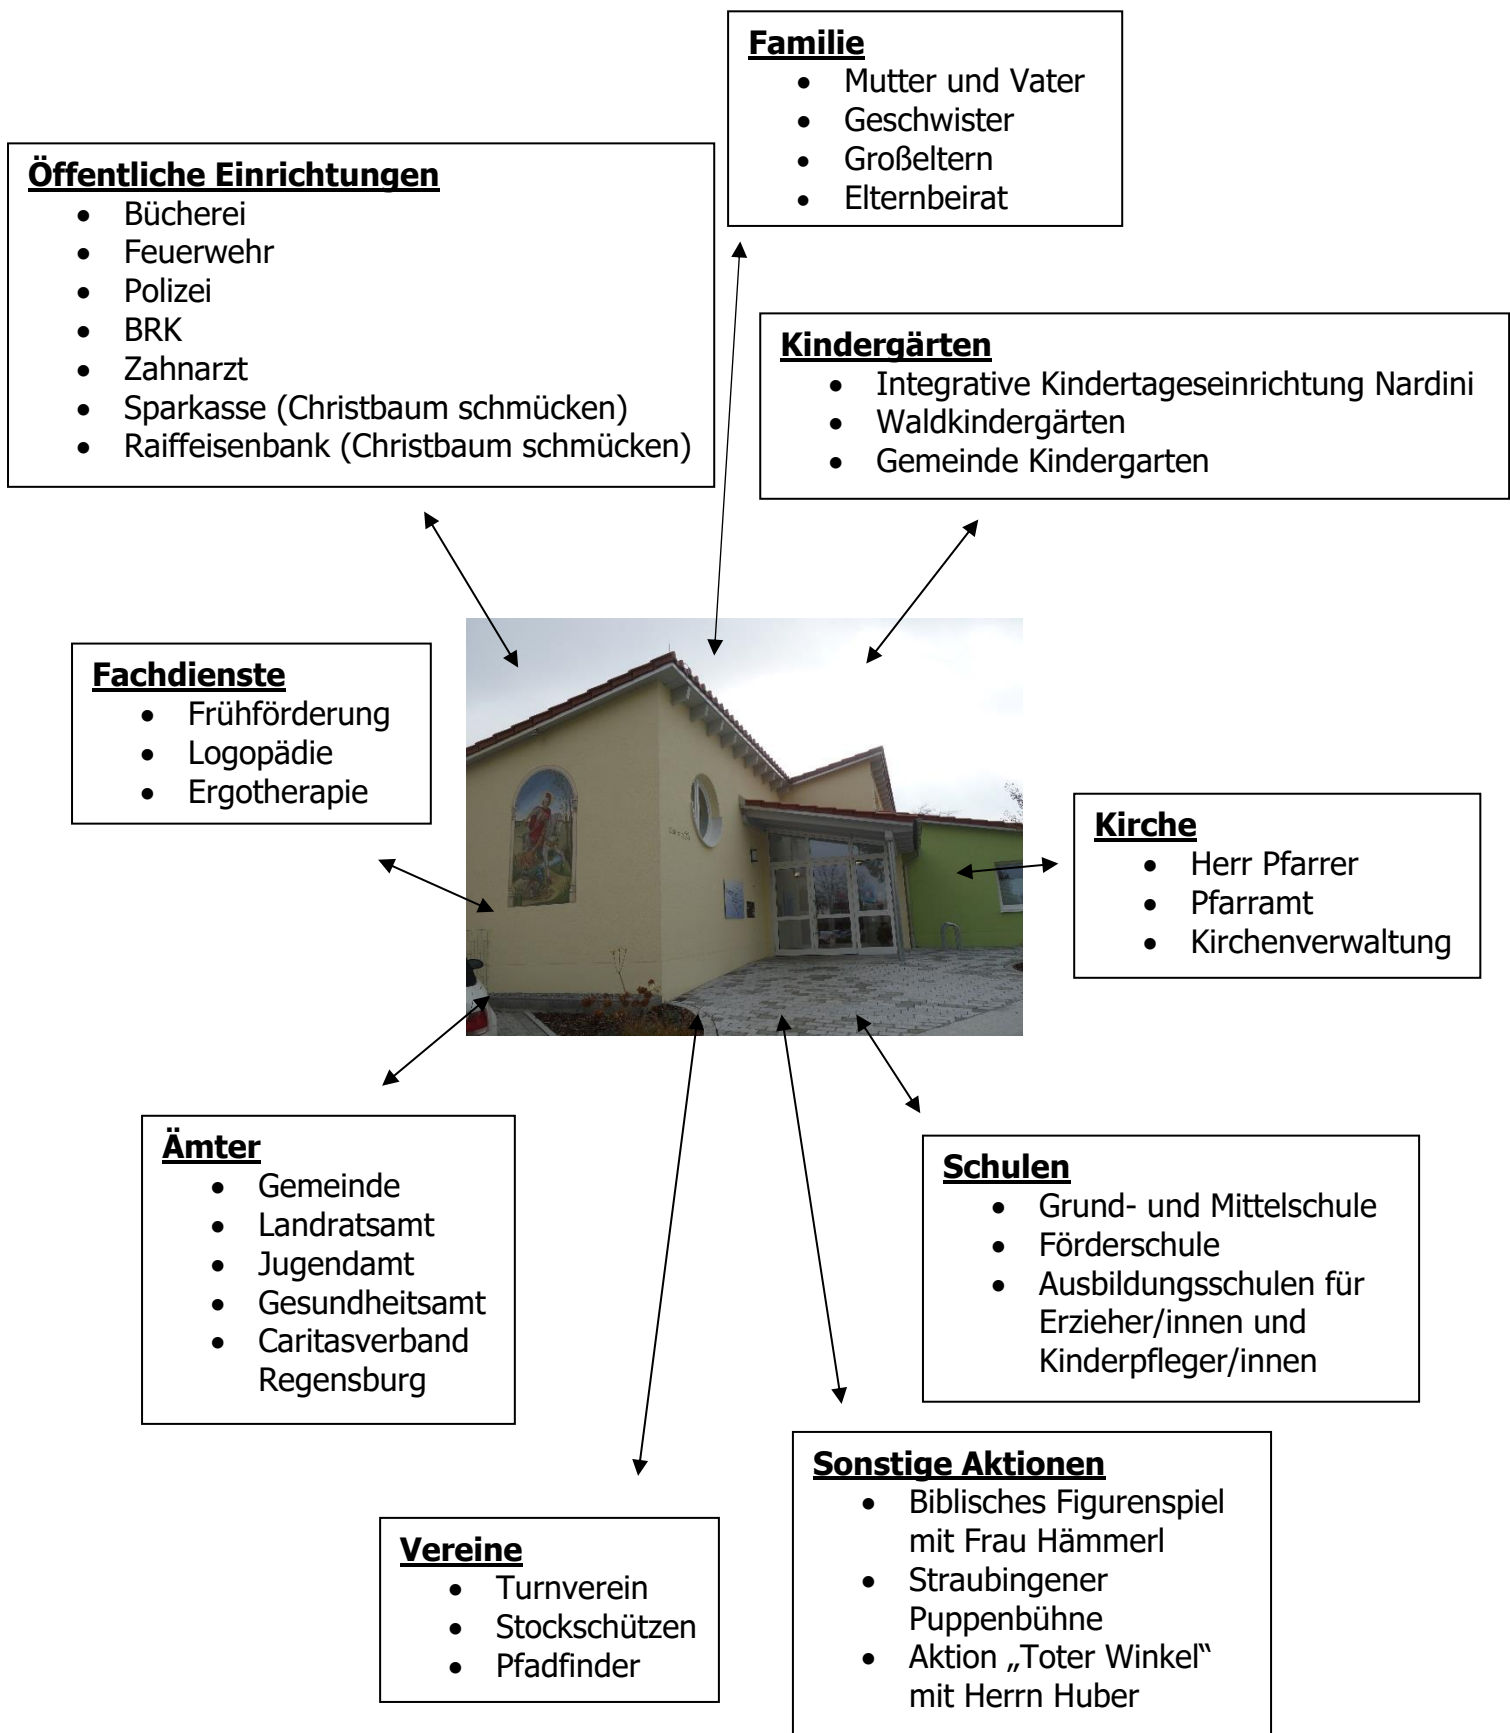 Familie
• Mutter und Vater
• Geschwister
• Großeltern
• Elternbeirat
Öffentliche Einrichtungen
• Bücherei
• Feuerwehr
• Polizei
• BRK
• Zahnarzt
• Sparkasse (Christbaum schmücken)
• Raiffeisenbank (Christbaum schmücken)
Kindergärten
• Integrative Kindertageseinrichtung Nardini
• Waldkindergärten
• Gemeinde Kindergarten
Fachdienste
• Frühförderung
• Logopädie
• Ergotherapie
Kirche
• Herr Pfarrer
• Pfarramt
• Kirchenverwaltung
Ämter
• Gemeinde
• Landratsamt
• Jugendamt
• Gesundheitsamt
• Caritasverband
Regensburg
Schulen
• Grund- und Mittelschule
• Förderschule
• Ausbildungsschulen für
Erzieher/innen und
Kinderpfleger/innen
Vereine
• Turnverein
• Stockschützen
• Pfadfinder
Sonstige Aktionen
• Biblisches Figurenspiel
mit Frau Hämmerl
• Straubingener
Puppenbühne
• Aktion „Toter Winkel“
mit Herrn Huber